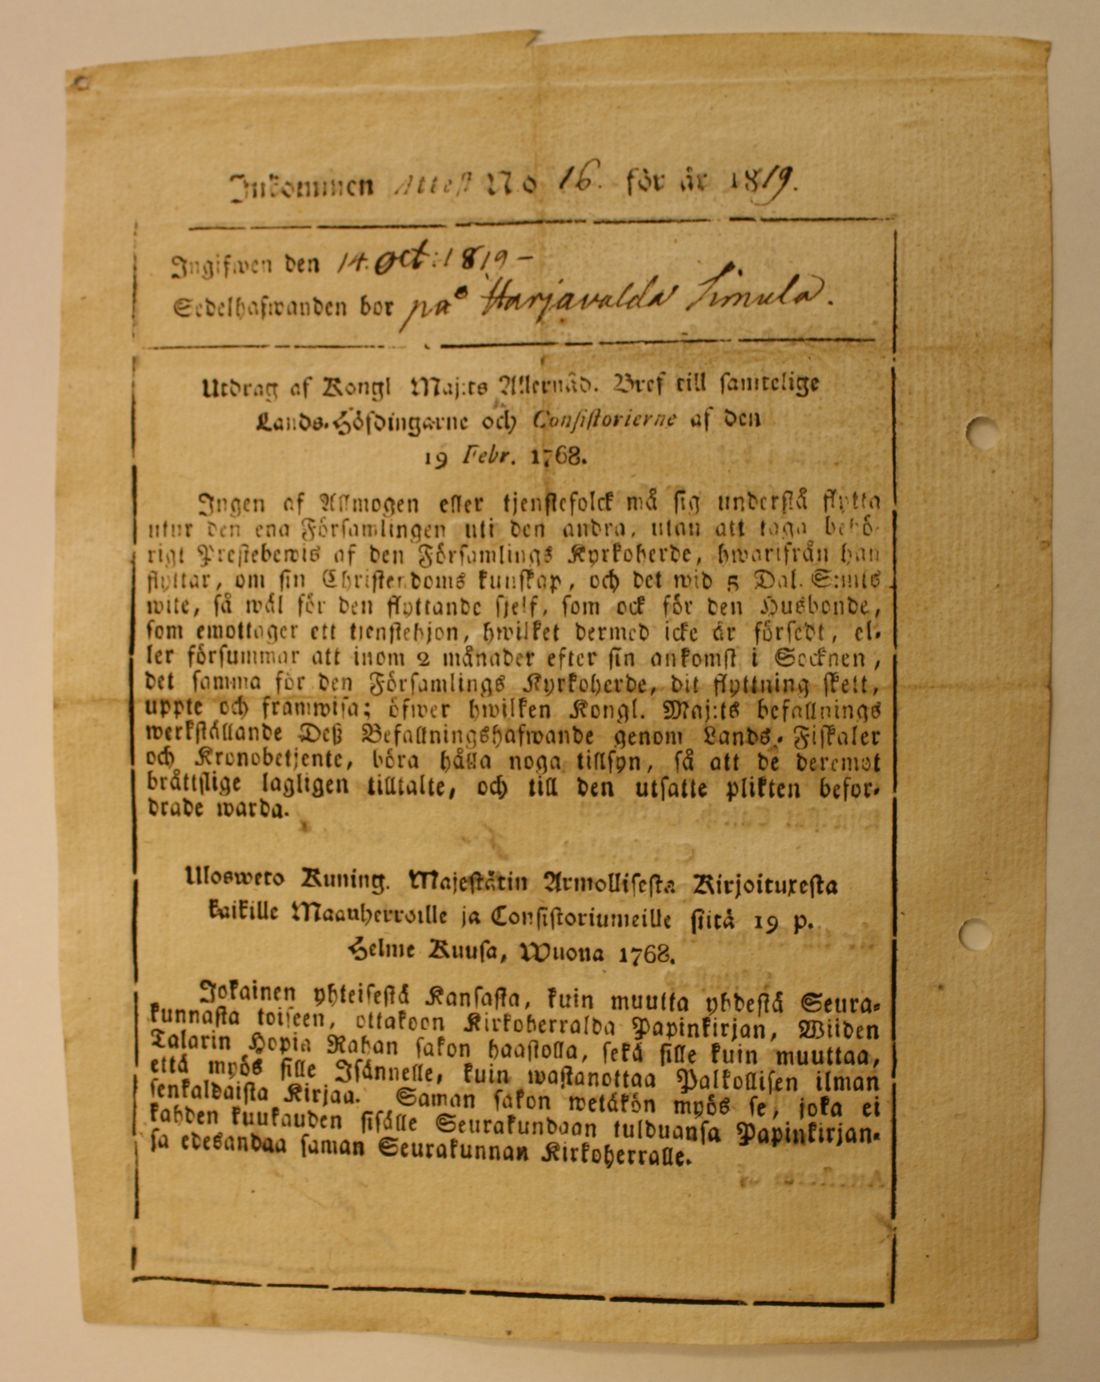 Inkommen Attest No 16. för år 1819.
Ingifwen den 14. Oct: 1819 –
Sedelhafwanden bor på Harjavalda Simula.
Utdrag af Kongl Maj:ts Allernåd. Bref till samtelige
Lands-Höfdingarne och Consistorierne af den
19 Febr. 1768.
Ingen af Allmogen eller tjenstefolck må sig understå flytta
utur den ena Församlingen uti den andra, utan att taga behö-
rigt Prestebewis af den Församlings Kyrkoherde, hwarifrån han
flyttar, om sin Christendoms kunskap, och det wid 5 Dal. S:mts
wite, så wäl för den flyttande sjelf, som ock för den Husbonde,
som emottager ett tienstehjon, hwilket dermed icke är försedt, el-
ler försummar att inom 2 månader efter sin ankomst i Socknen,
det samma för den Församlings Kyrkoherde, dit flyttning skett,
uppte och framwisa; öfwer hwilken Kongl. Maj:ts befallnings
werkställande Deß Befallningshafwande genom Lands-Fiskaler
och Kronobetjente, böra hålla noga tillsyn, så att de deremot
bråttslige lagligen tilltalte, och till den utsatte plikten befor-
drade warda.
Ulosweto Kuning. Majestätin Armollisesta Kirjoituxesta
kaikille Maanherroille ja Consistoriumeille siitä 19 p.
Helme Kuusa, Wuona 1768.
Jokainen yhteisestä Kansasta, kuin muutta yhdestä Seura-
kunnasta toiseen, ottakoon Kirkoherralda Papinkirjan, Wiiden
Talarin Hopia Rahan sakon haastolla, sekä sille kuin muuttaa,
että myös sille Isännelle, kuin wastanottaa Palkollisen ilman
senkaldaista Kirjaa. Saman sakon wetäkön myös se, joka ei
kahden kuukauden sisälle Seurakundaan tulduansa Papinkirjan-
sa edesandaa saman Seurakunnan Kirkoherralle.